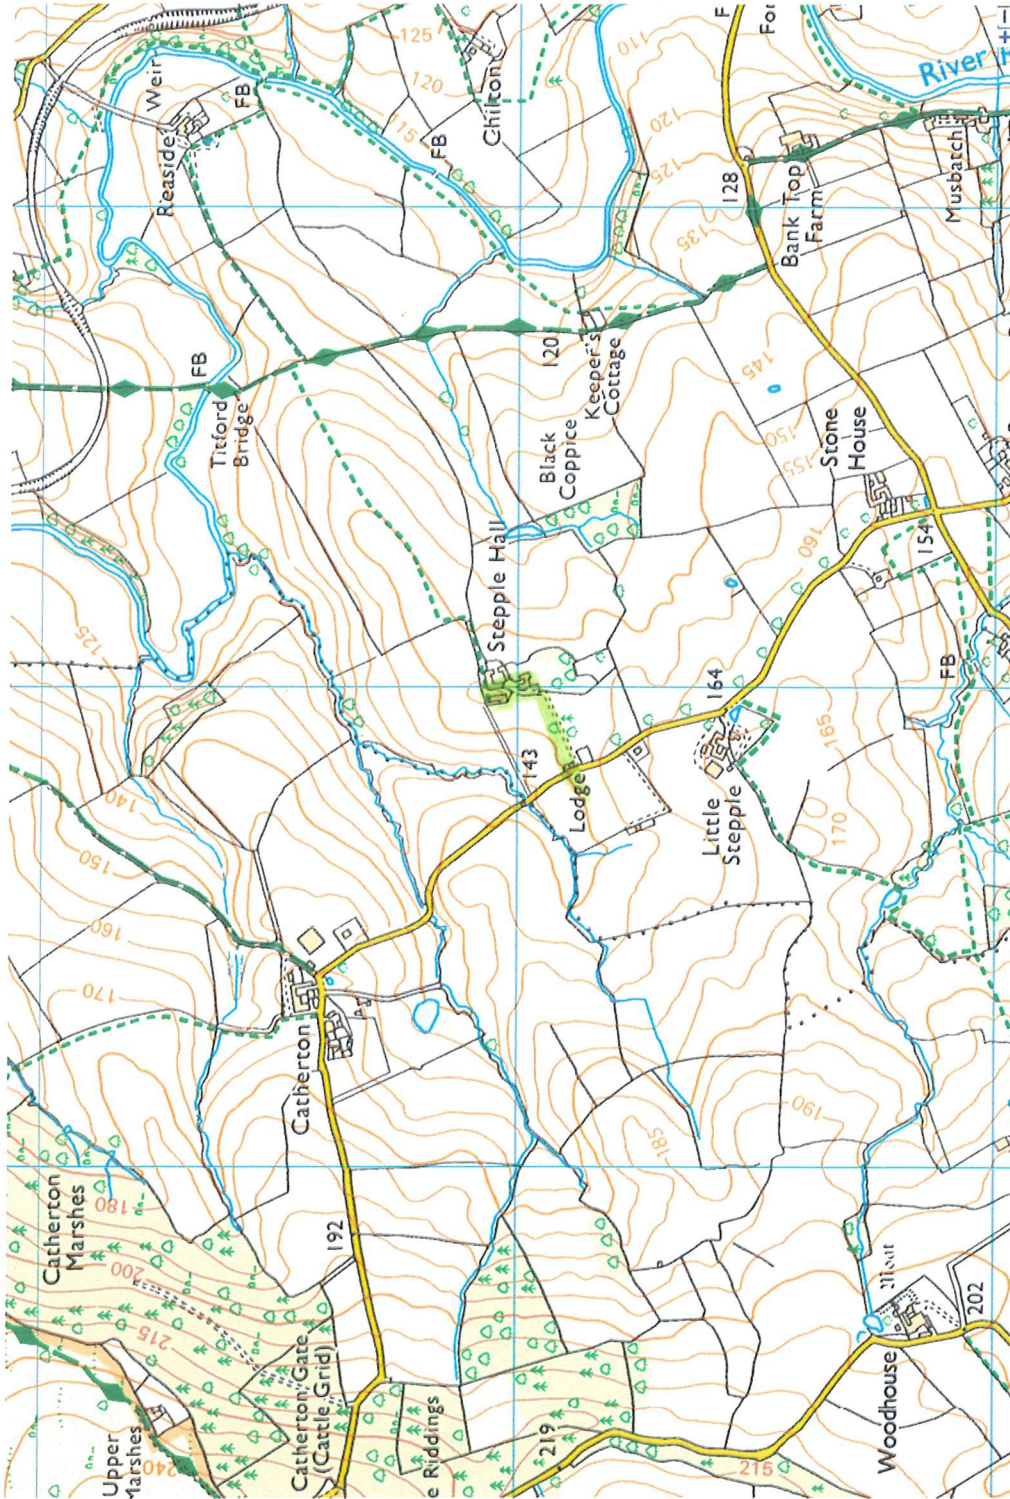 Catherton
Marshes
180
200
215
Upper
Marshes
240
Catherton Gate
(Cattle Grid)
Riddings
192
219
215
Catherton
170
160
150
140
125
185
190
Woodhouse
Moat
202
143
Lodge
Stepple Hall
Little
Stepple
164
165
170
FB
154
160
Stone
House
155
150
145
Black
Coppice
Keeper's
Cottage
120
Titford
Bridge
FB
Reaside
Weir
FB
115
FB
120
125
Chilton
110
120
125
128
135
Bank Top
Farm
Musbatch
River